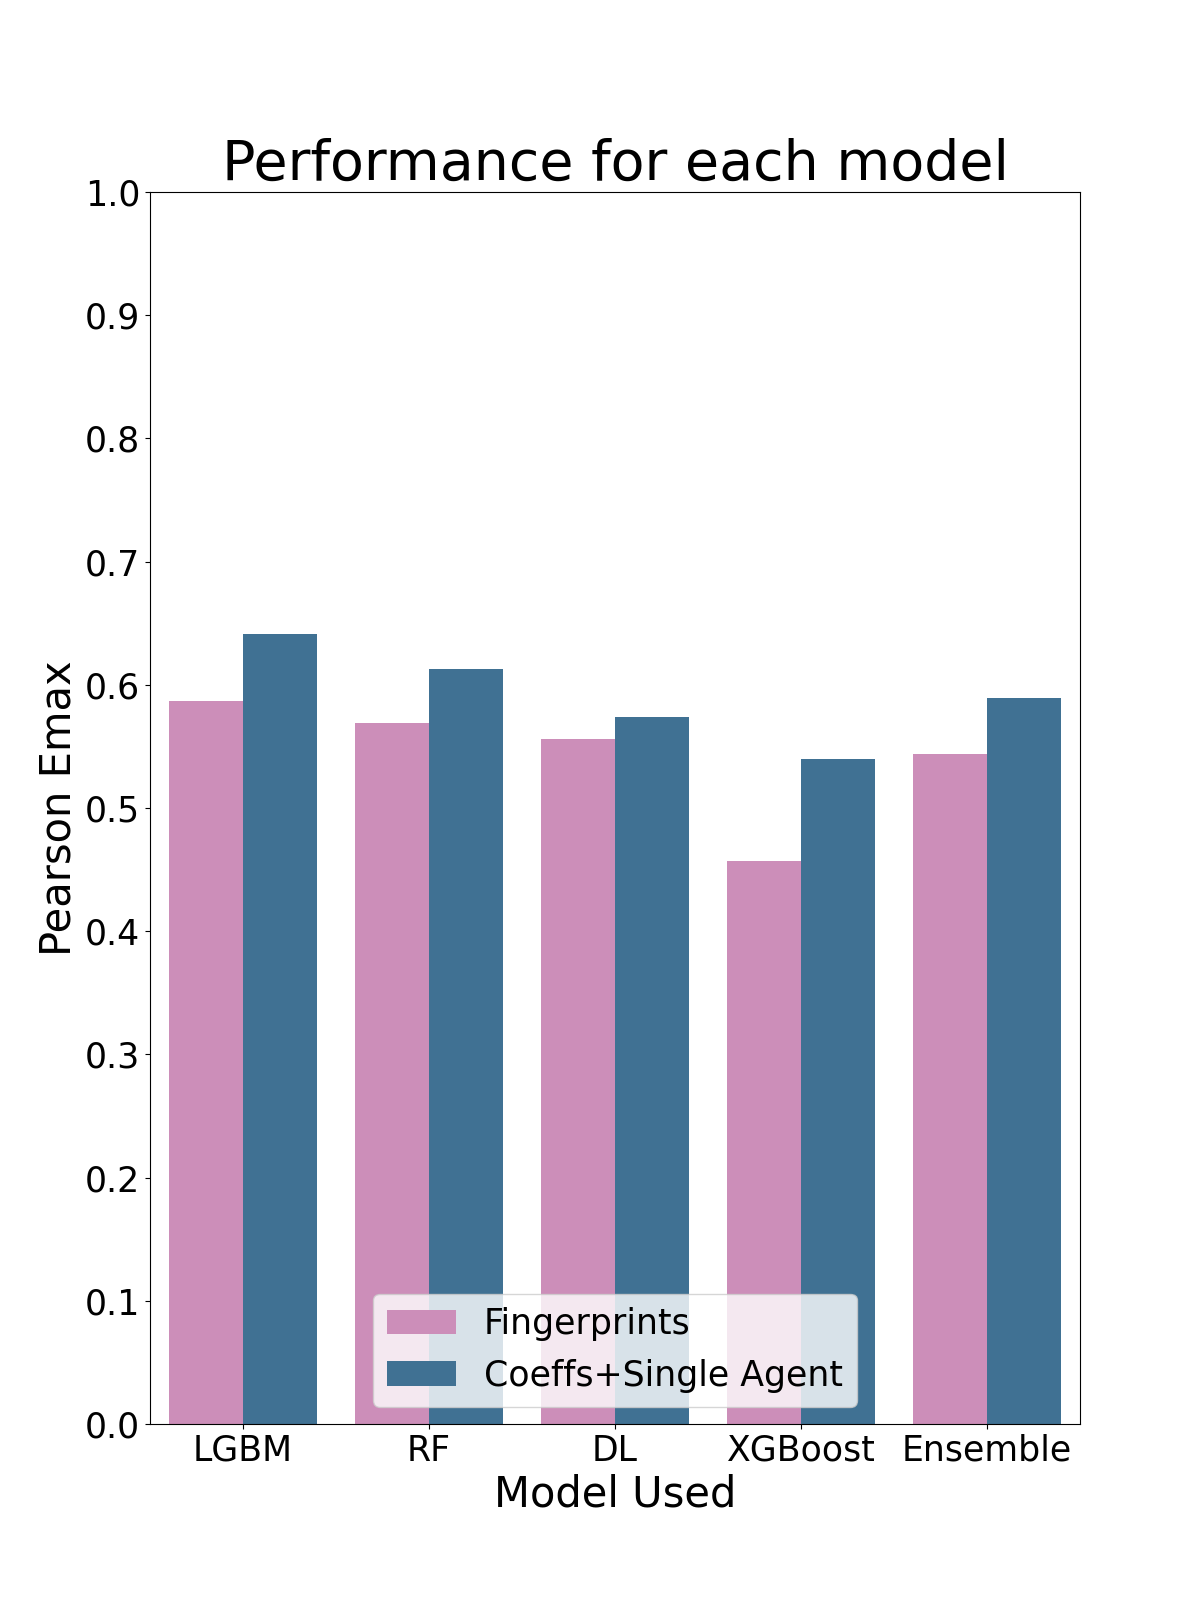 Performance for each model
1.0
0.9
0.8
0.7
0.6
0.5
0.4
0.3
0.2
0.1
0.0
Pearson Emax
Fingerprints
Coeffs+Single Agent
LGBM RF DL XGBoost Ensemble
Model Used